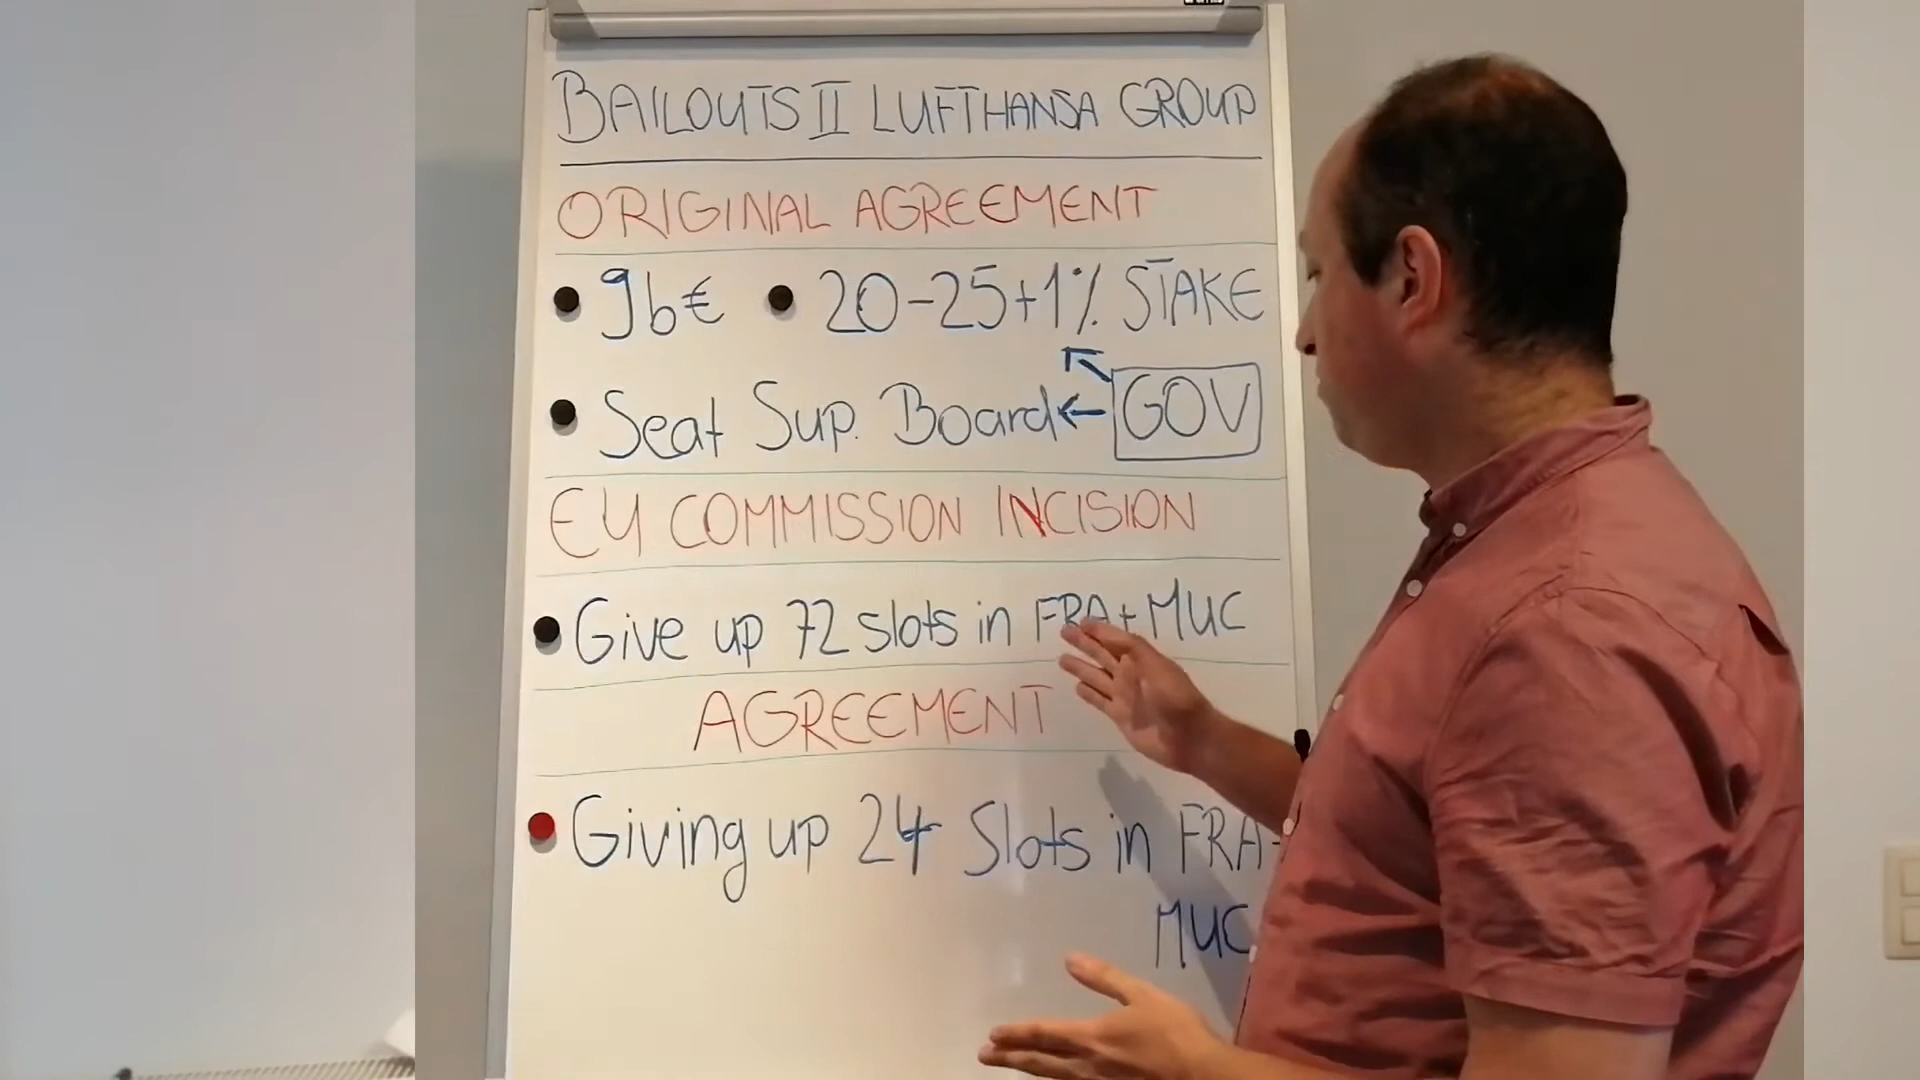 BAILOUTS II LUFTHANSA GROUP
ORIGINAL AGREEMENT
• 9b€ • 20-25+1% STAKE
• Seat Sup. Board ← GOV
EU COMMISSION INCISION
• Give up 72 slots in FRA+MUC
AGREEMENT
• Giving up 24 Slots in FRA+
MUC